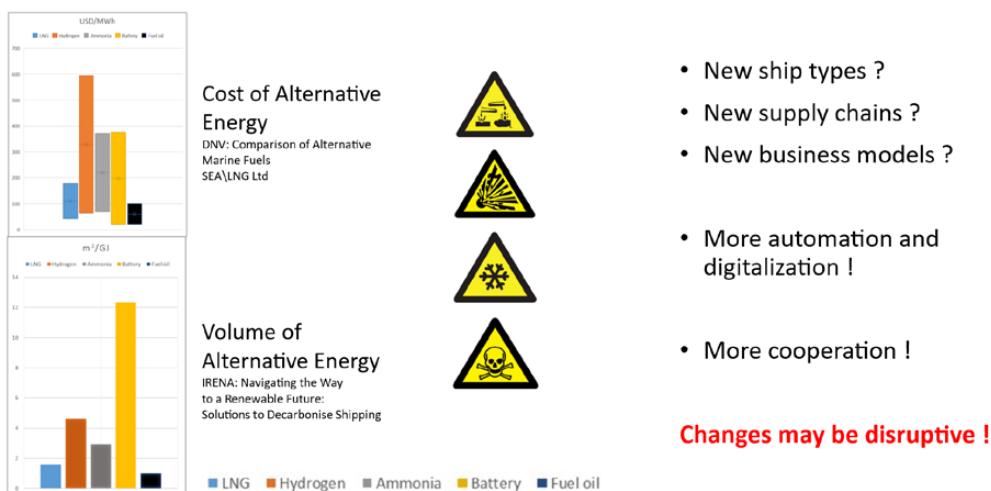 USD/MWh
LNG Hydrogen Ammonia Battery Fuel oil
700
600
500
400
300
200
100
0
m³/GJ
LNG Hydrogen Ammonia Battery Fuel oil
14
12
10
8
6
4
2
0
Cost of Alternative
Energy
DNV: Comparison of Alternative
Marine Fuels
SEA\LNG Ltd
Volume of
Alternative Energy
IRENA: Navigating the Way
to a Renewable Future:
Solutions to Decarbonise Shipping
LNG Hydrogen Ammonia Battery Fuel oil
• New ship types ?
• New supply chains ?
• New business models ?
• More automation and
digitalization !
• More cooperation !
Changes may be disruptive !